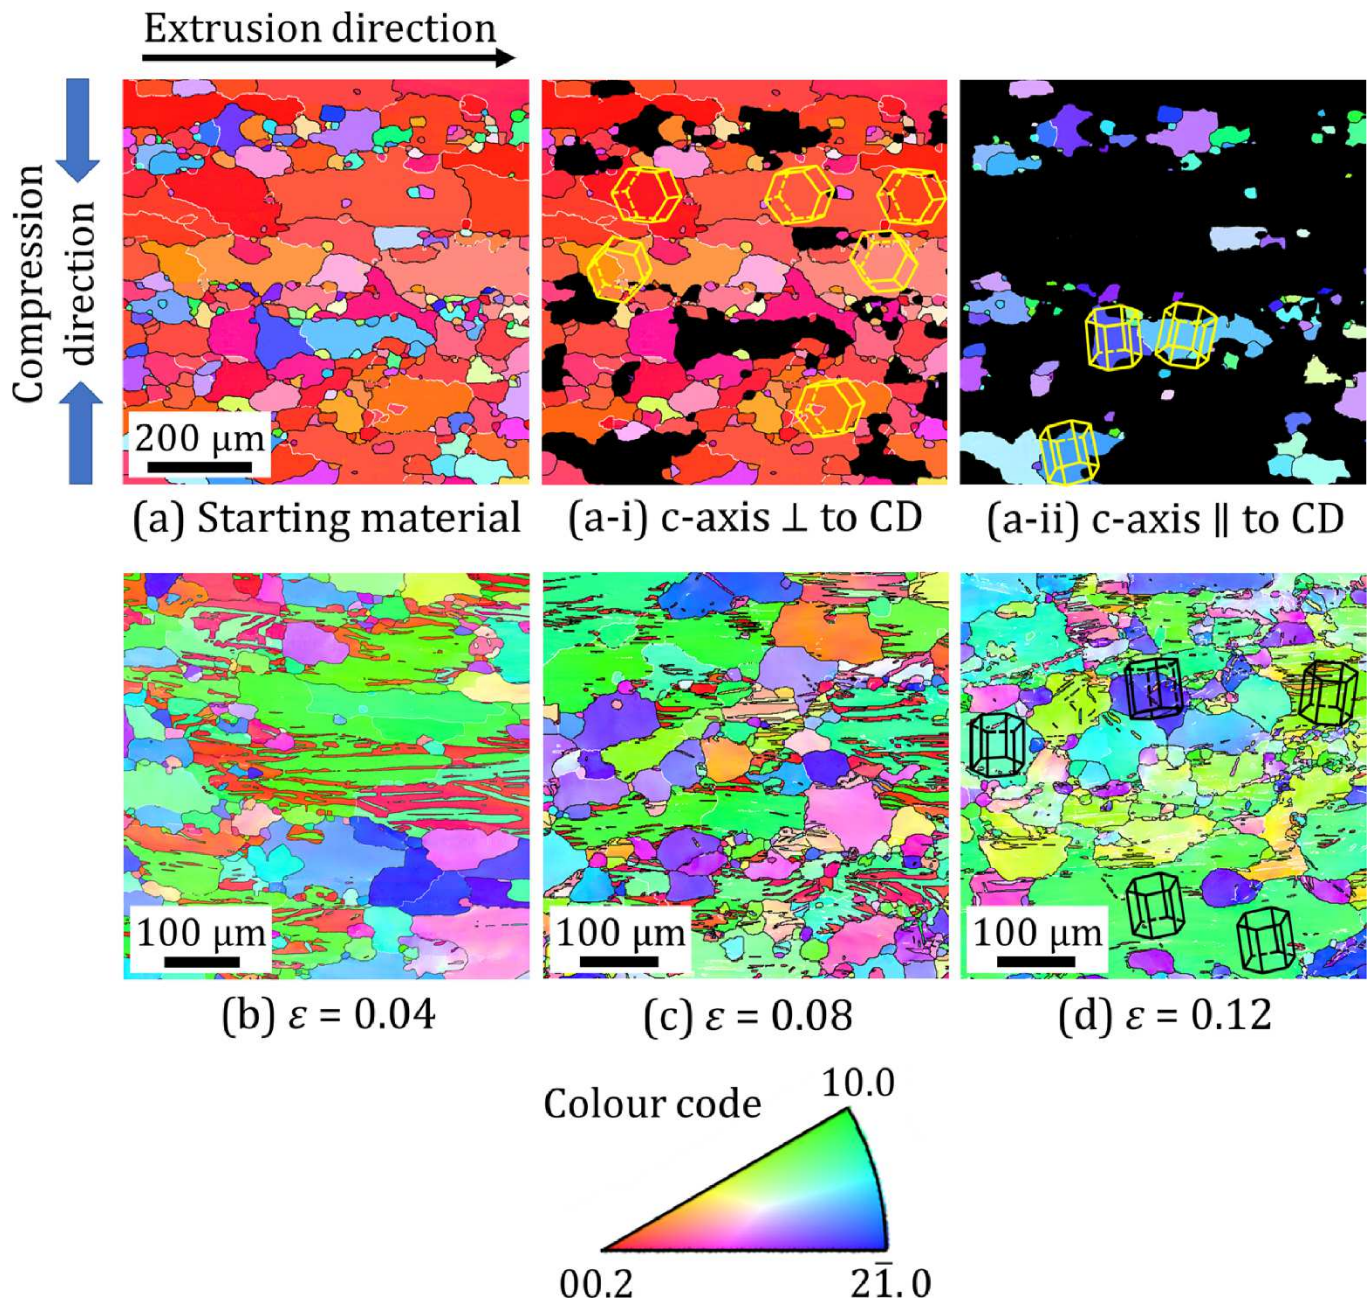 Extrusion direction
Compression
direction
200 μm
(a) Starting material
(a-i) c-axis ⊥ to CD
(a-ii) c-axis ∥ to CD
100 μm
100 μm
100 μm
(b) ε = 0.04
(c) ε = 0.08
(d) ε = 0.12
Colour code
10.0
00.2
21̅.0